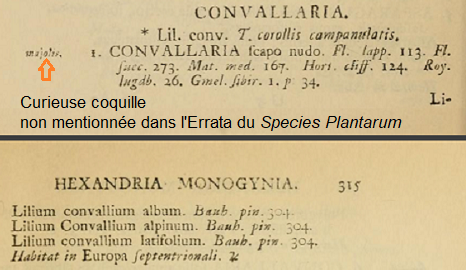 CONVALLARIA.
* Lil. conv. T. corollis campanulatis.
majolis. 1. CONVALLARIA ſcapo nudo. Fl. lapp. 113. Fl.
ſuec. 273. Mat. med. 167. Hort. cliff. 124. Roy.
lugdb. 26. Gmel. ſibir. 1. p 34.
Li-
Curieuse coquille
non mentionnée dans l'Errata du Species Plantarum
HEXANDRIA MONOGYNIA. 315
Lilium convallium album. Bauh. pin. 304.
Lilium Convallium alpinum. Bauh. pin. 304.
Lilium convallium latifolium. Bauh. pin. 304.
Habitat in Europa ſeptentrionali. ♃